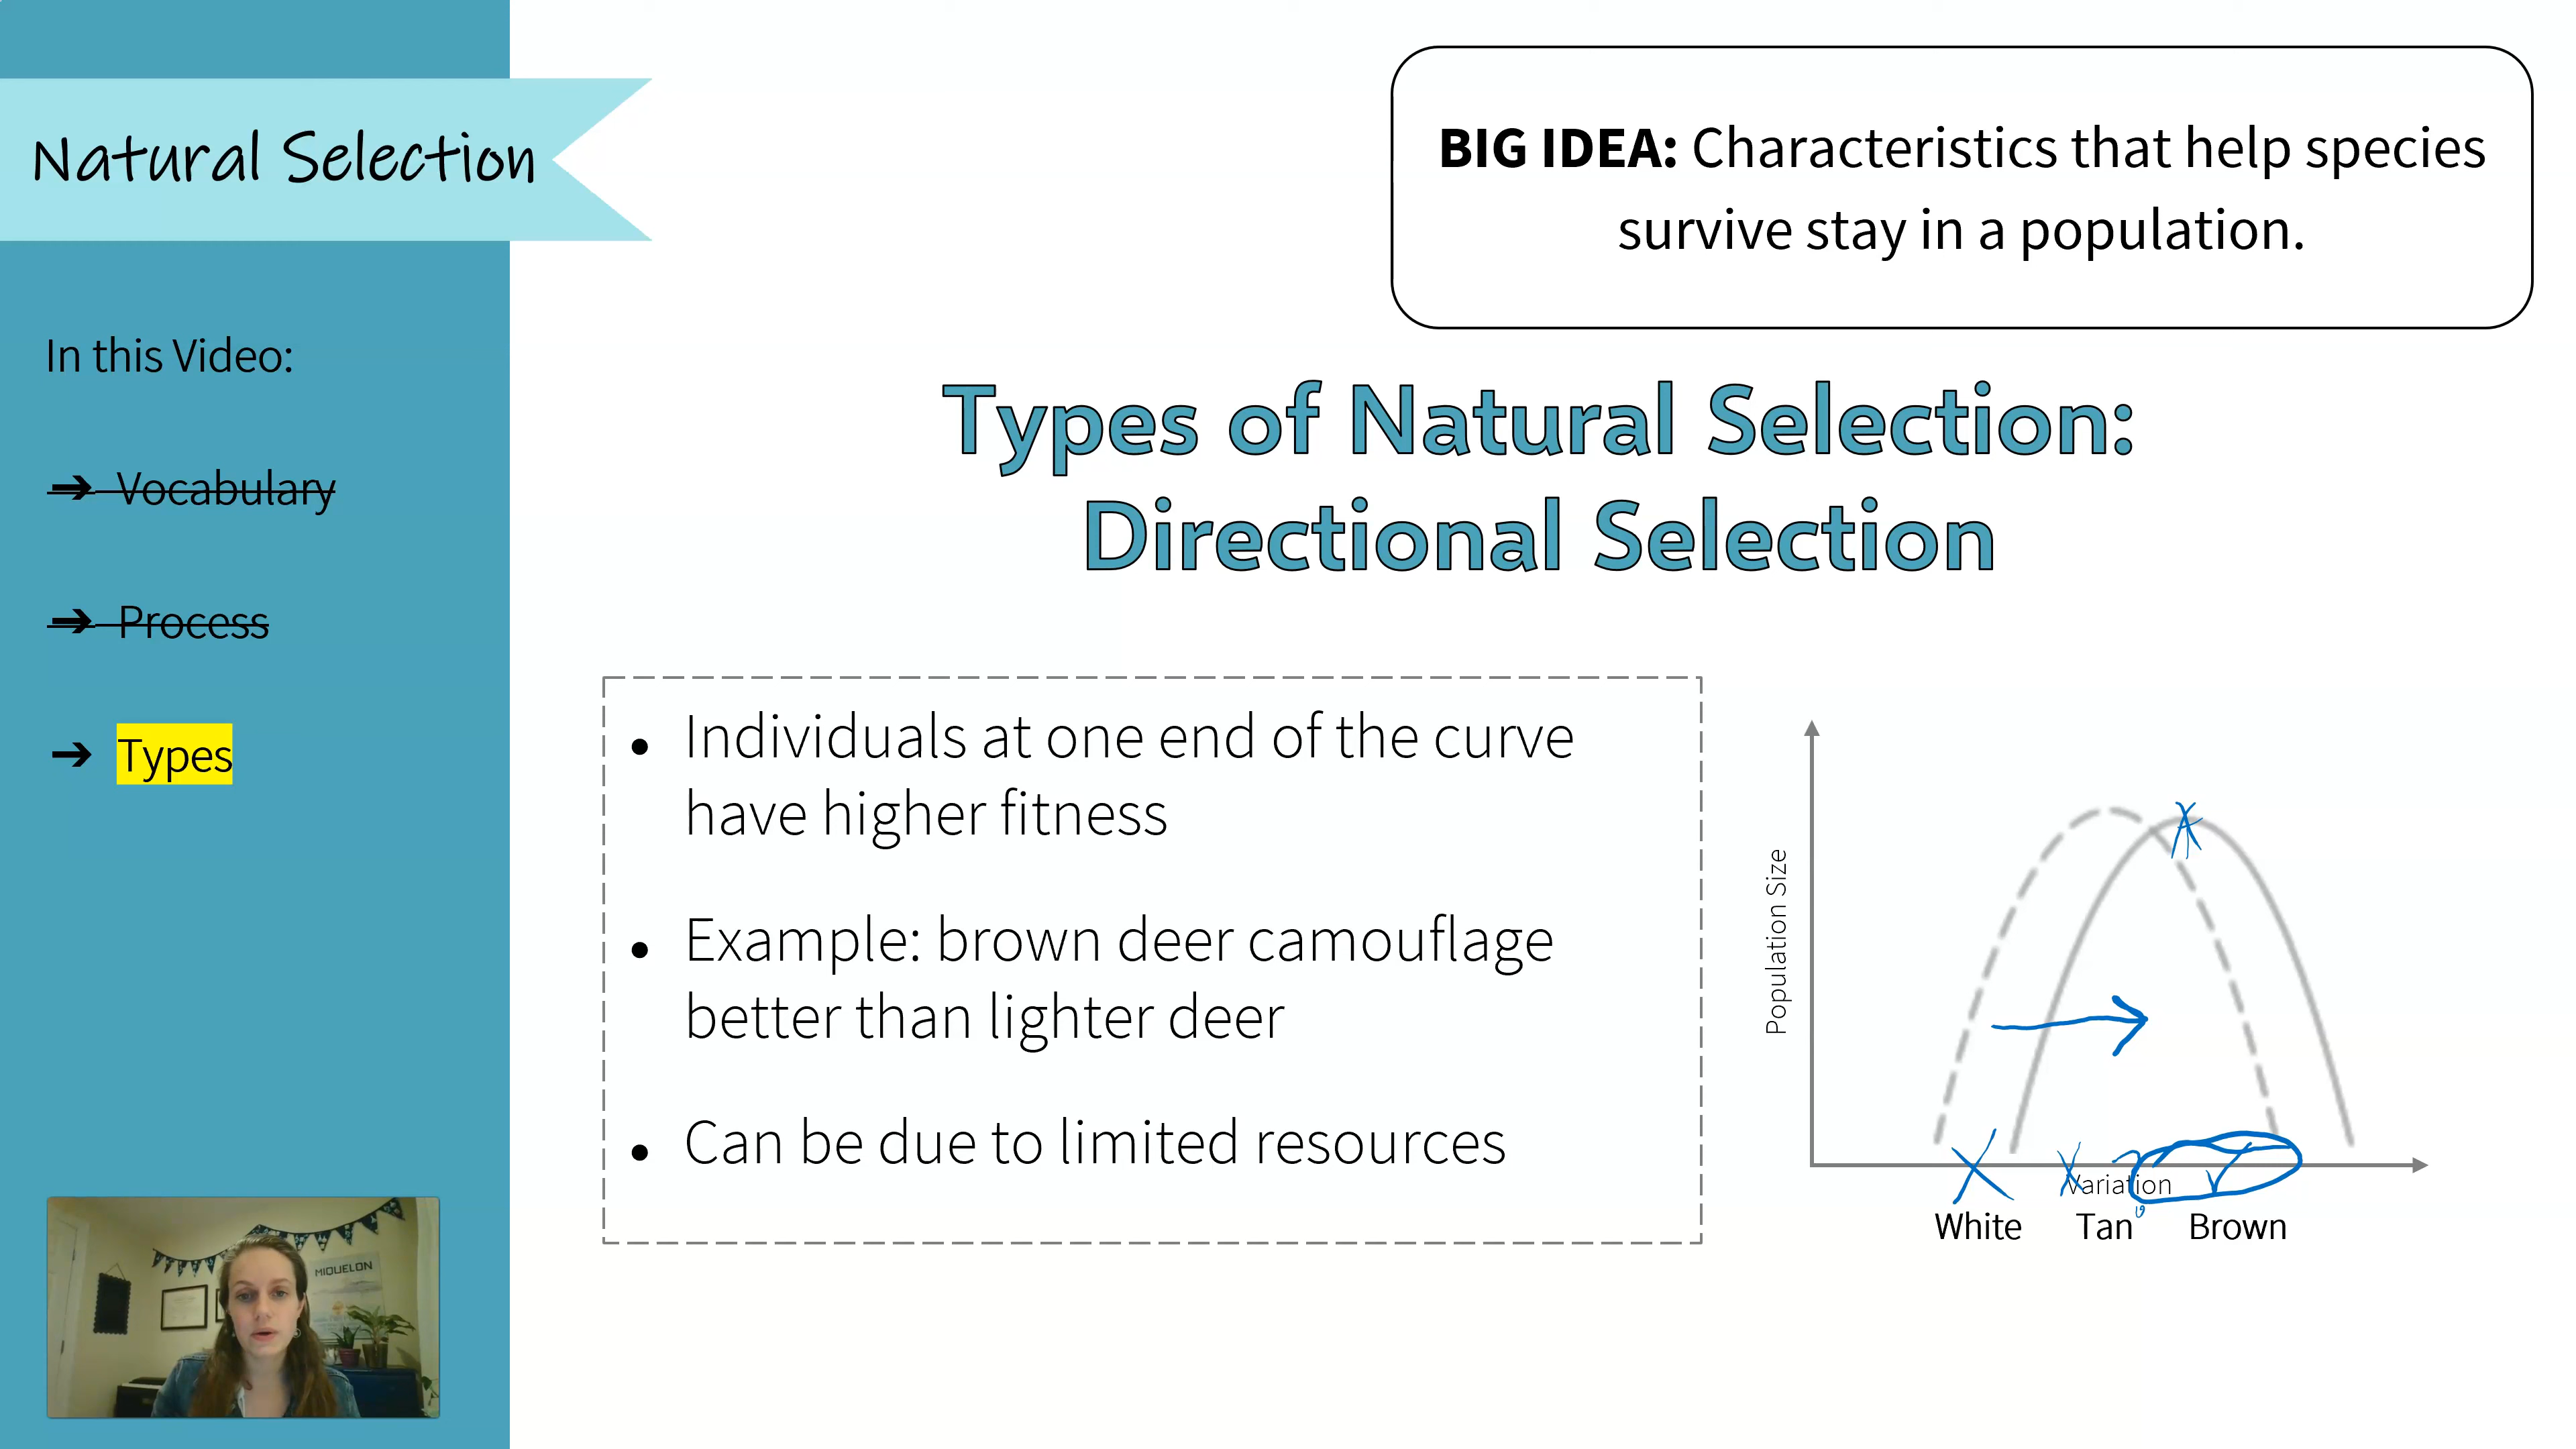 Natural Selection
BIG IDEA: Characteristics that help species
survive stay in a population.
In this Video:
➔ Vocabulary
➔ Process
➔ Types
Types of Natural Selection:
Directional Selection
• Individuals at one end of the curve
have higher fitness
• Example: brown deer camouflage
better than lighter deer
• Can be due to limited resources
Population Size
Variation
White Tan Brown
MIQUELON